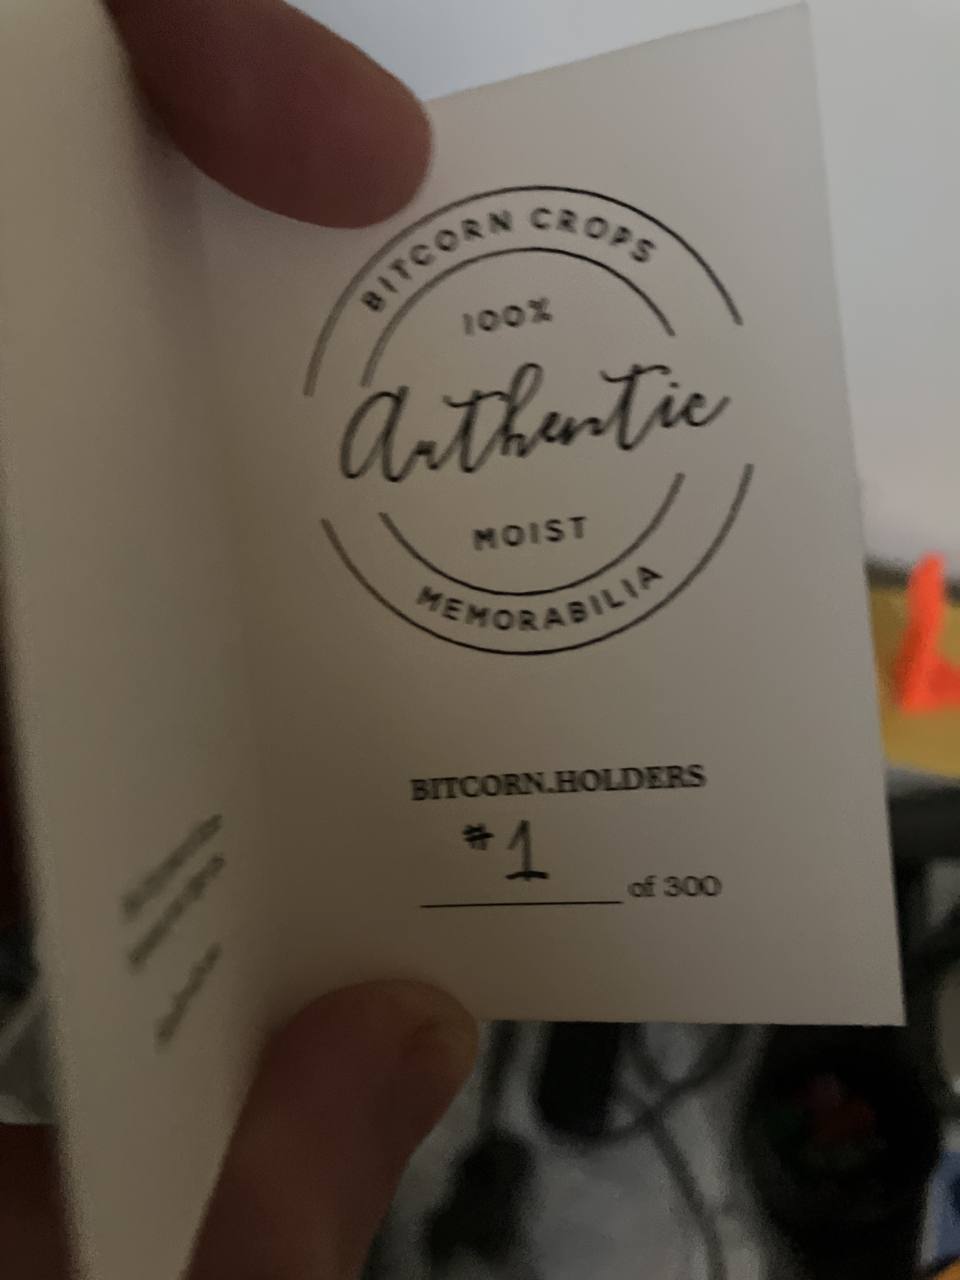 BITCORN CROPS
100%
Authentic
MOIST
MEMORABILIA
BITCORN.HOLDERS
#1 of 300